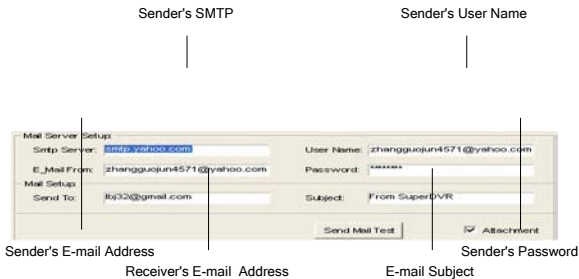 Sender's SMTP Sender's User Name
Mail Server Setup:
Smtp Server: smtp.yahoo.com User Name: zhangguojun4571@yahoo.com
E_Mail From: zhangguojun4571@yahoo.com Password: ********
Mail Setup:
Send To: lbj32@gmail.com Subject: From SuperDVR
Send Mail Test Attachment
Sender's E-mail Address Sender's Password
Receiver's E-mail Address E-mail Subject